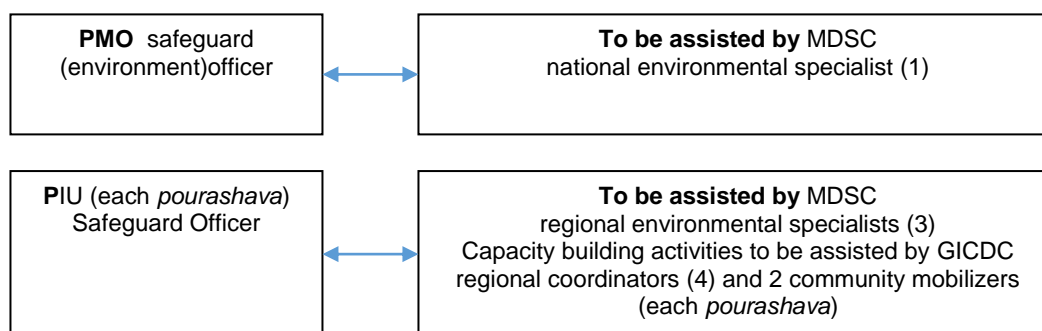 PMO safeguard
(environment)officer
To be assisted by MDSC
national environmental specialist (1)
PIU (each pourashava)
Safeguard Officer
To be assisted by MDSC
regional environmental specialists (3)
Capacity building activities to be assisted by GICDC
regional coordinators (4) and 2 community mobilizers
(each pourashava)